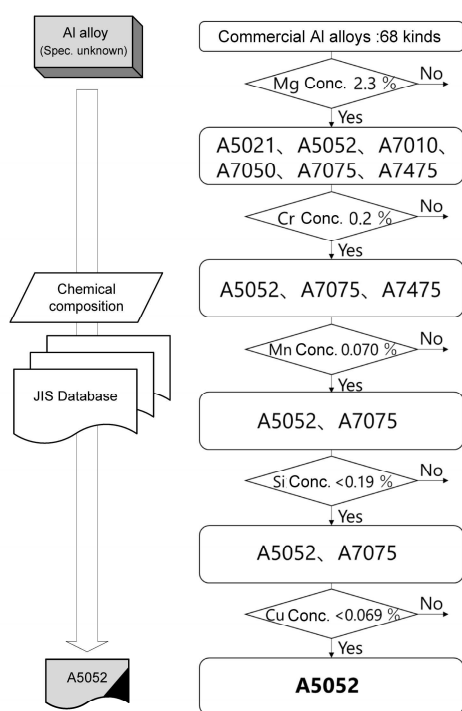 Al alloy
(Spec. unknown)
Chemical
composition
JIS Database
A5052
Commercial Al alloys :68 kinds
Mg Conc. 2.3 %
No
Yes
A5021、A5052、A7010、
A7050、A7075、A7475
Cr Conc. 0.2 %
No
Yes
A5052、A7075、A7475
Mn Conc. 0.070 %
No
Yes
A5052、A7075
Si Conc. <0.19 %
No
Yes
A5052、A7075
Cu Conc. <0.069 %
No
Yes
A5052